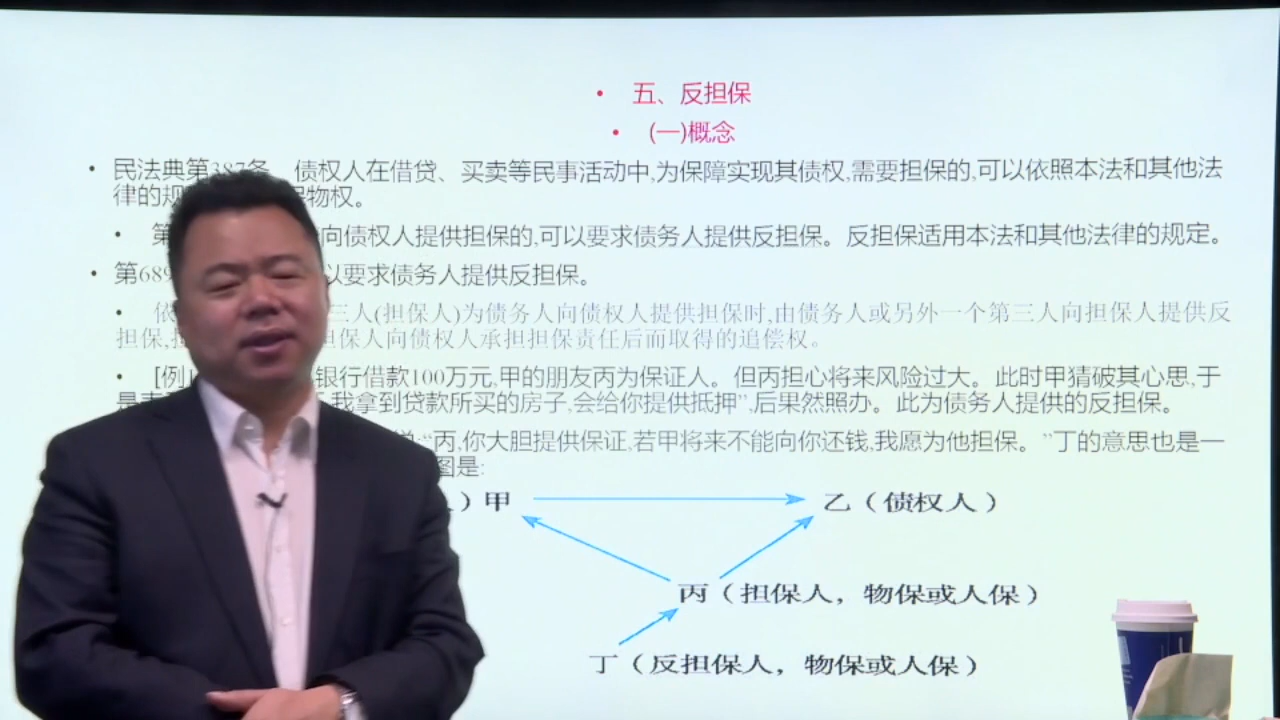 五、反担保
(一)概念
民法典第387条 债权人在借贷、买卖等民事活动中,为保障实现其债权,需要担保的,可以依照本法和其他法
律的规 保物权。
第 向债权人提供担保的,可以要求债务人提供反担保。反担保适用本法和其他法律的规定。
第689 以要求债务人提供反担保。
依 三人(担保人)为债务人向债权人提供担保时,由债务人或另外一个第三人向担保人提供反
担保, 担保人向债权人承担担保责任后而取得的追偿权。
[例 银行借款100万元,甲的朋友丙为保证人。但丙担心将来风险过大。此时甲猜破其心思,于
是 我拿到贷款所买的房子,会给你提供抵押”,后果然照办。此为债务人提供的反担保。
“丙,你大胆提供保证,若甲将来不能向你还钱,我愿为他担保。”丁的意思也是一
图是:
）甲 乙（债权人）
丙（担保人，物保或人保）
丁（反担保人，物保或人保）